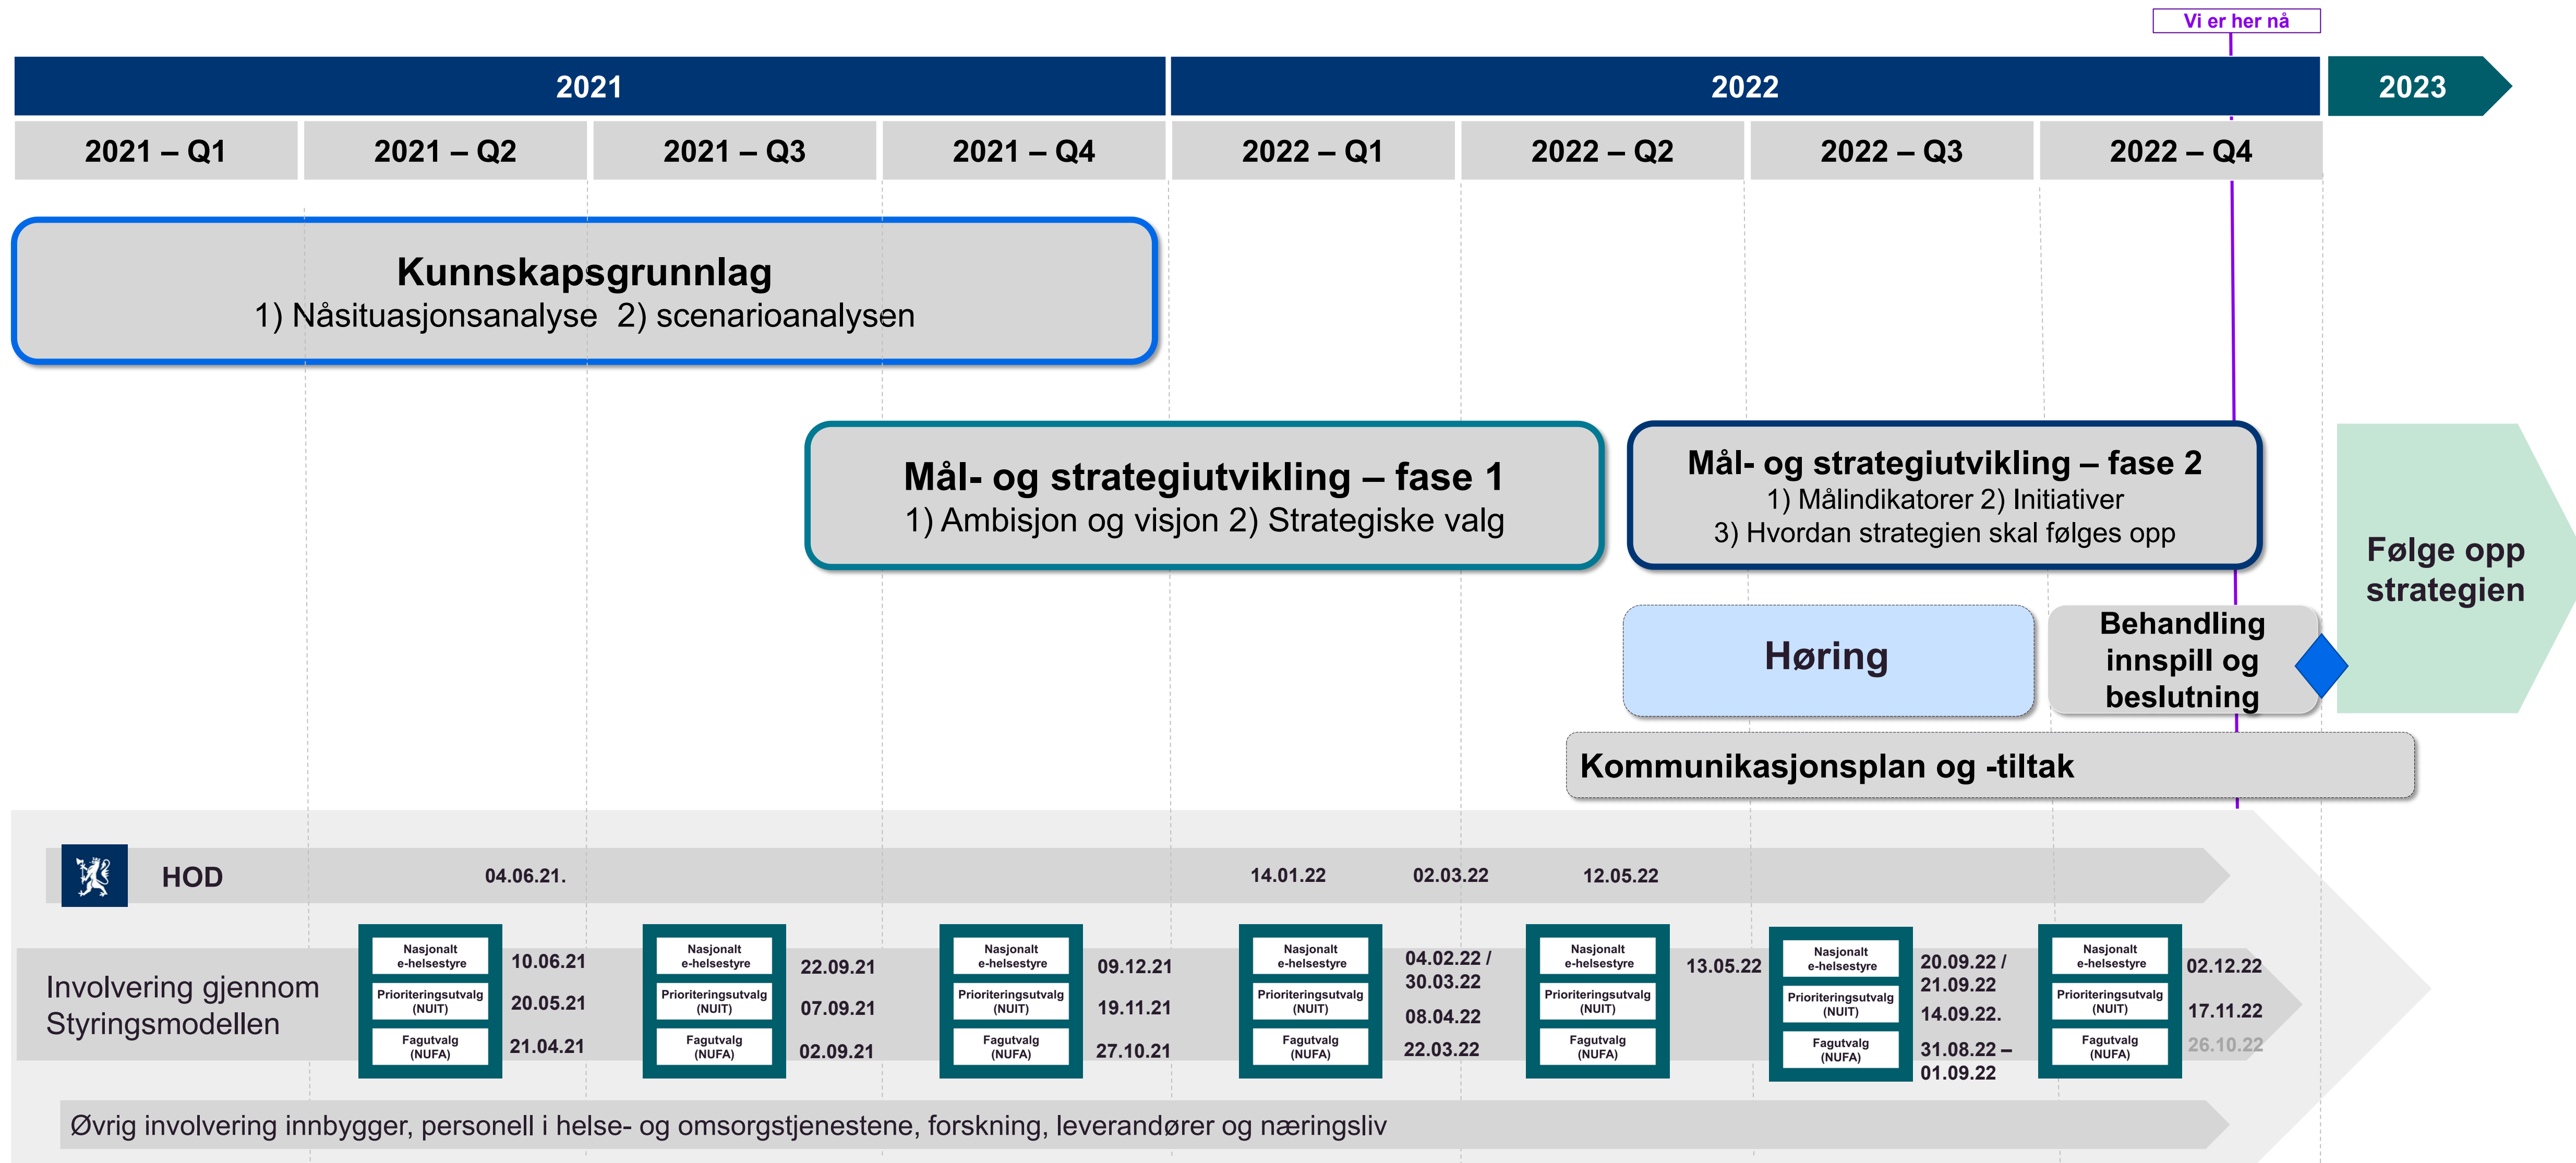 Vi er her nå
2021
2022
2023
2021 – Q1
2021 – Q2
2021 – Q3
2021 – Q4
2022 – Q1
2022 – Q2
2022 – Q3
2022 – Q4
Kunnskapsgrunnlag
1) Nåsituasjonsanalyse 2) scenarioanalysen
Mål- og strategiutvikling – fase 1
1) Ambisjon og visjon 2) Strategiske valg
Mål- og strategiutvikling – fase 2
1) Målindikatorer 2) Initiativer
3) Hvordan strategien skal følges opp
Følge opp
strategien
Høring
Behandling
innspill og
beslutning
Kommunikasjonsplan og -tiltak
HOD
04.06.21.
14.01.22
02.03.22
12.05.22
Involvering gjennom
Styringsmodellen
Nasjonalt
e-helsestyre
10.06.21
Prioriteringsutvalg
(NUIT)
20.05.21
Fagutvalg
(NUFA)
21.04.21
Nasjonalt
e-helsestyre
22.09.21
Prioriteringsutvalg
(NUIT)
07.09.21
Fagutvalg
(NUFA)
02.09.21
Nasjonalt
e-helsestyre
09.12.21
Prioriteringsutvalg
(NUIT)
19.11.21
Fagutvalg
(NUFA)
27.10.21
Nasjonalt
e-helsestyre
04.02.22 /
30.03.22
Prioriteringsutvalg
(NUIT)
08.04.22
Fagutvalg
(NUFA)
22.03.22
Nasjonalt
e-helsestyre
13.05.22
Prioriteringsutvalg
(NUIT)
Fagutvalg
(NUFA)
Nasjonalt
e-helsestyre
20.09.22 /
21.09.22
Prioriteringsutvalg
(NUIT)
14.09.22.
Fagutvalg
(NUFA)
31.08.22 –
01.09.22
Nasjonalt
e-helsestyre
02.12.22
Prioriteringsutvalg
(NUIT)
17.11.22
Fagutvalg
(NUFA)
26.10.22
Øvrig involvering innbygger, personell i helse- og omsorgstjenestene, forskning, leverandører og næringsliv